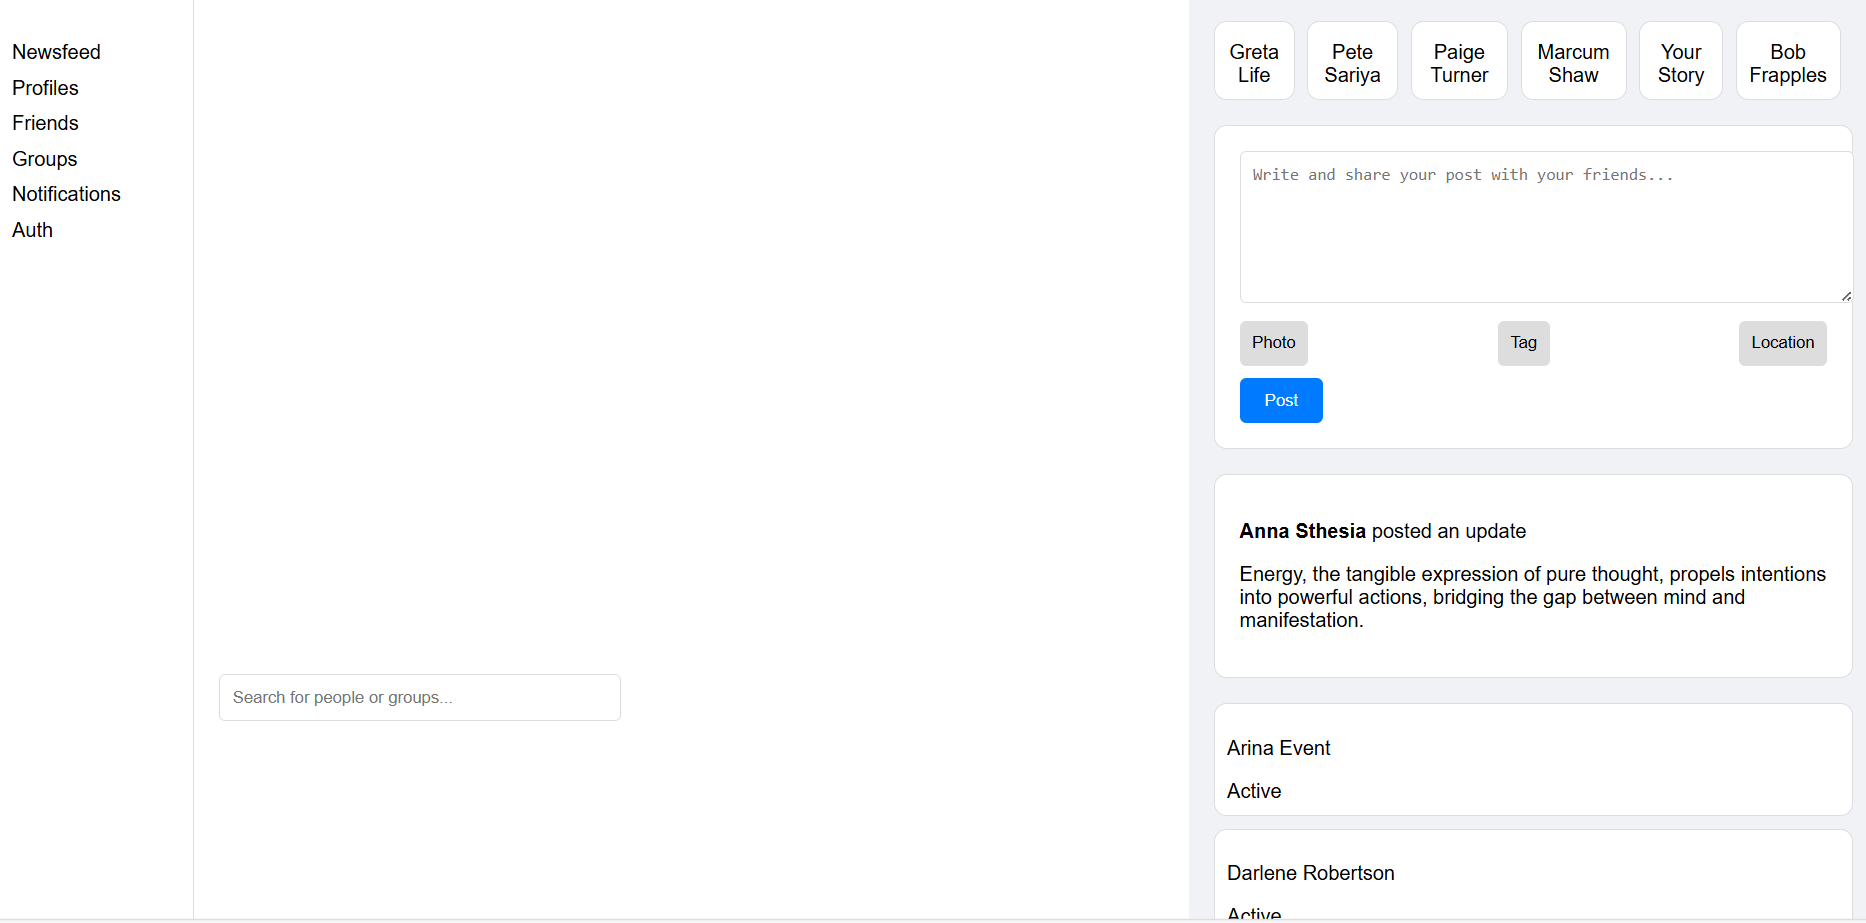 Newsfeed
Profiles
Friends
Groups
Notifications
Auth
Search for people or groups...
Greta
Life
Pete
Sariya
Paige
Turner
Marcum
Shaw
Your
Story
Bob
Frapples
Write and share your post with your friends...
Photo
Tag
Location
Post
Anna Sthesia posted an update
Energy, the tangible expression of pure thought, propels intentions
into powerful actions, bridging the gap between mind and
manifestation.
Arina Event
Active
Darlene Robertson
Active